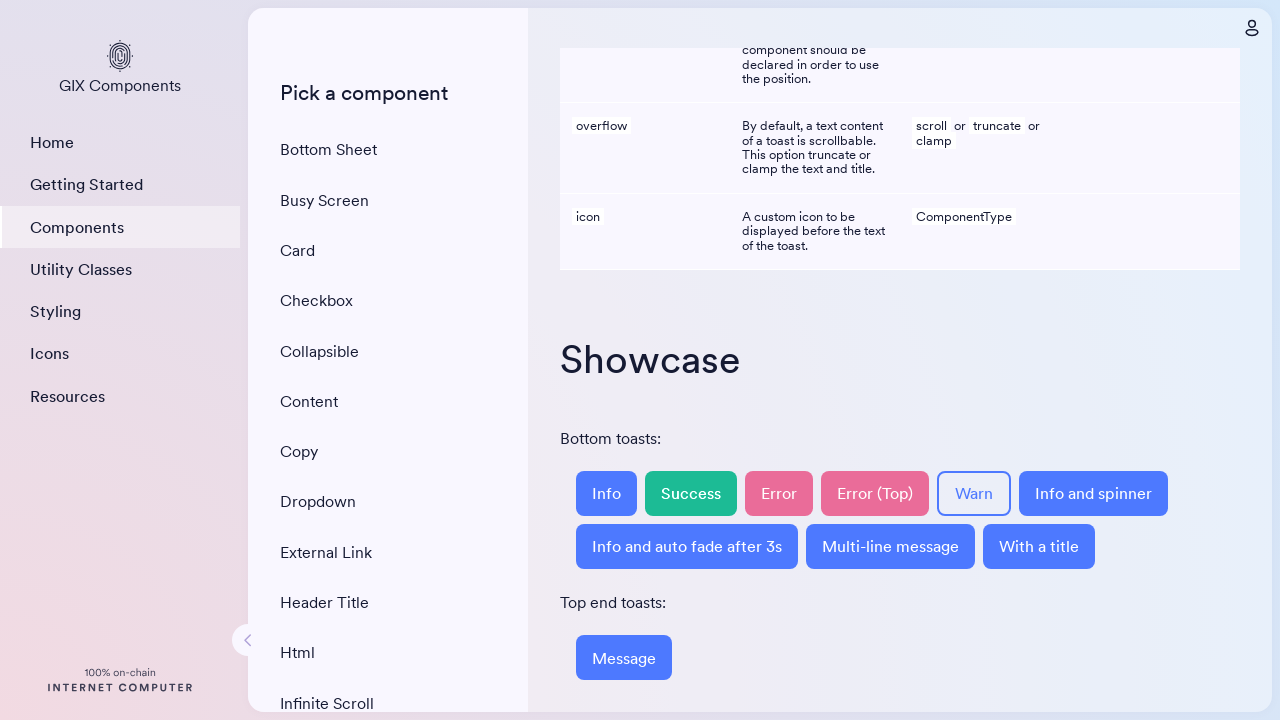 GIX Components
Home
Getting Started
Components
Utility Classes
Styling
Icons
Resources
100% on-chain
INTERNET COMPUTER
Pick a component
Bottom Sheet
Busy Screen
Card
Checkbox
Collapsible
Content
Copy
Dropdown
External Link
Header Title
Html
Infinite Scroll
component should be
declared in order to use
the position.
overflow
By default, a text content
of a toast is scrollable.
This option truncate or
clamp the text and title.
scroll or truncate or
clamp
icon
A custom icon to be
displayed before the text
of the toast.
ComponentType
Showcase
Bottom toasts:
Info Success Error Error (Top) Warn Info and spinner
Info and auto fade after 3s Multi-line message With a title
Top end toasts:
Message